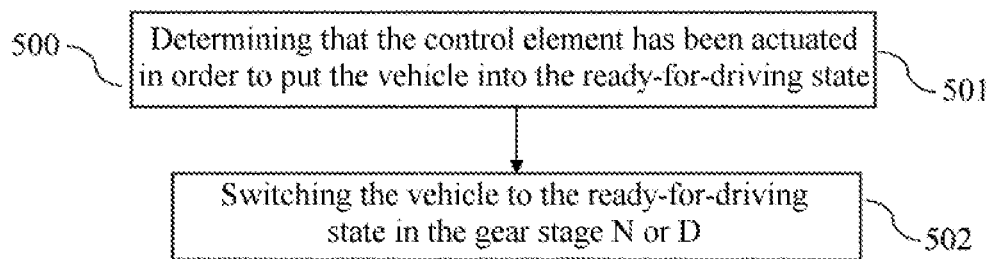 500
Determining that the control element has been actuated
in order to put the vehicle into the ready-for-driving state
501
Switching the vehicle to the ready-for-driving
state in the gear stage N or D
502